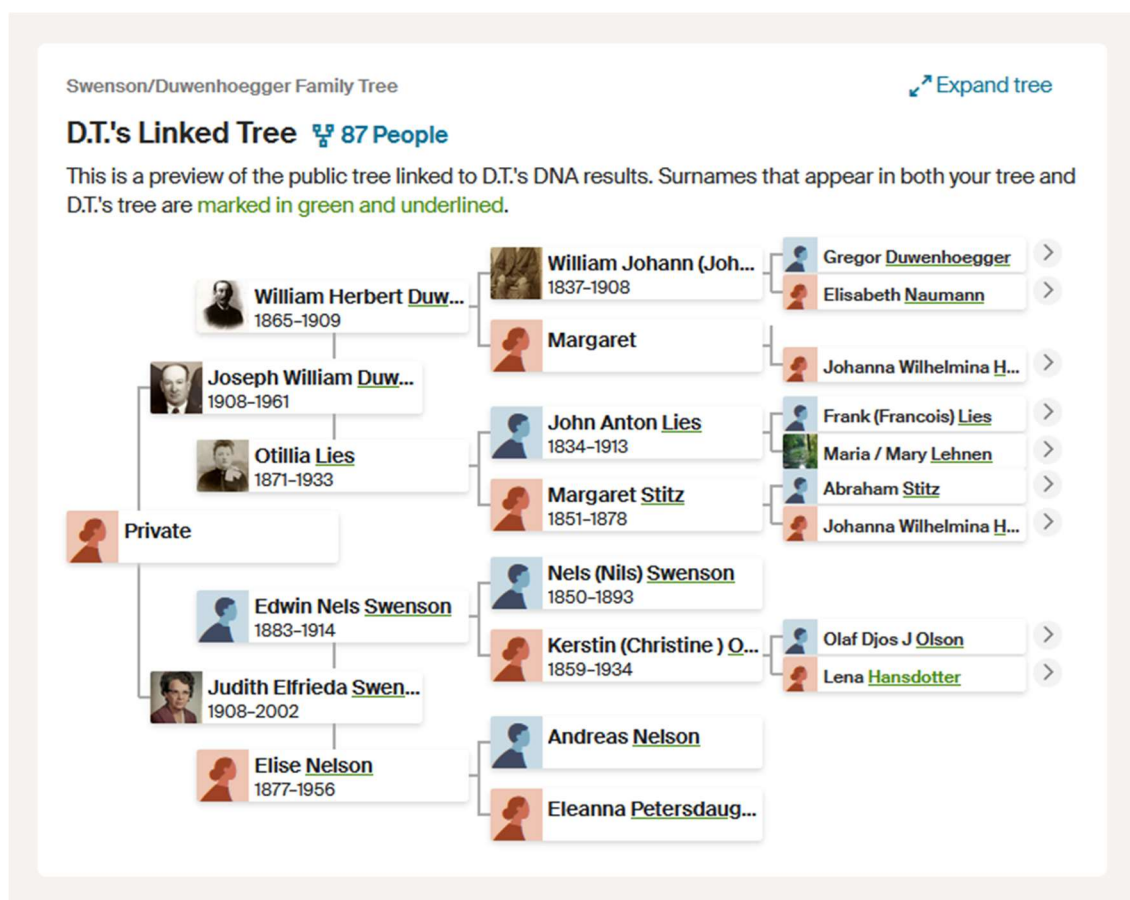 Swenson/Duwenhoegger Family Tree
Expand tree
D.T.'s Linked Tree 87 People
This is a preview of the public tree linked to D.T.'s DNA results. Surnames that appear in both your tree and
D.T.'s tree are marked in green and underlined.
William Johann (Joh...
1837–1908
Gregor Duwenhoegger
Elisabeth Naumann
William Herbert Duw...
1865–1909
Margaret
Johanna Wilhelmina H...
Joseph William Duw...
1908–1961
John Anton Lies
1834–1913
Frank (Francois) Lies
Maria / Mary Lehnen
Otillia Lies
1871–1933
Margaret Stitz
1851–1878
Abraham Stitz
Johanna Wilhelmina H...
Private
Nels (Nils) Swenson
1850–1893
Edwin Nels Swenson
1883–1914
Kerstin (Christine ) O...
1859–1934
Olaf Djos J Olson
Lena Hansdotter
Judith Elfrieda Swen...
1908–2002
Andreas Nelson
Elise Nelson
1877–1956
Eleanna Petersdaug...